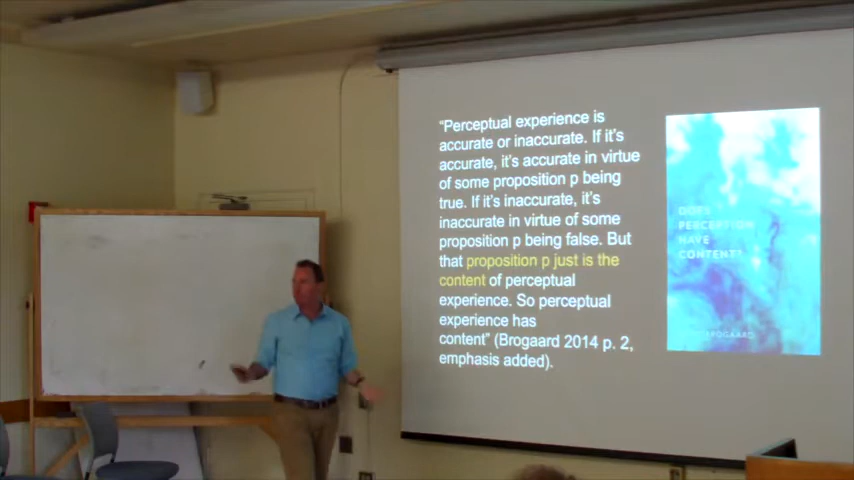 "Perceptual experience is
accurate or inaccurate. If it's
accurate, it's accurate in virtue
of some proposition p being
true. If it's inaccurate, it's
inaccurate in virtue of some
proposition p being false. But
that proposition p just is the
content of perceptual
experience. So perceptual
experience has
content" (Brogaard 2014 p. 2,
emphasis added).
DOES
PERCEPTION
HAVE
CONTENT?
BROGAARD